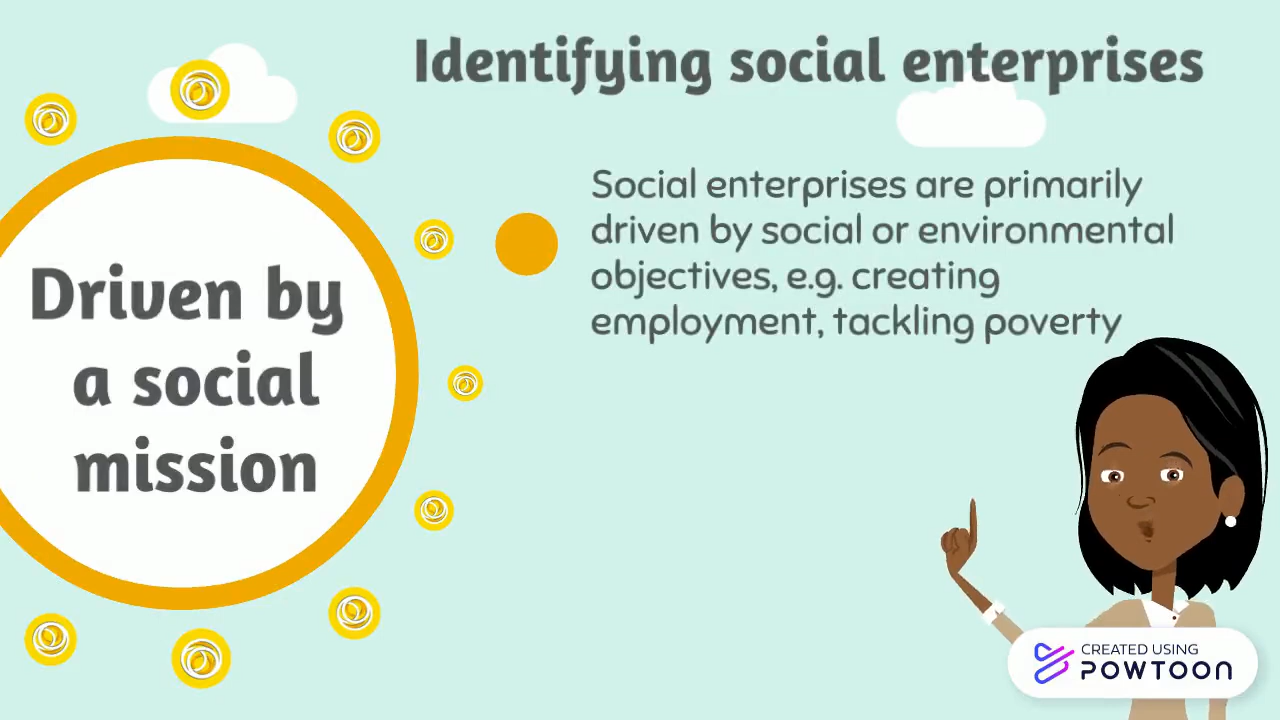 Identifying social enterprises
Social enterprises are primarily
driven by social or environmental
objectives, e.g. creating
employment, tackling poverty
Driven by
a social
mission
CREATED USING
POWTOON